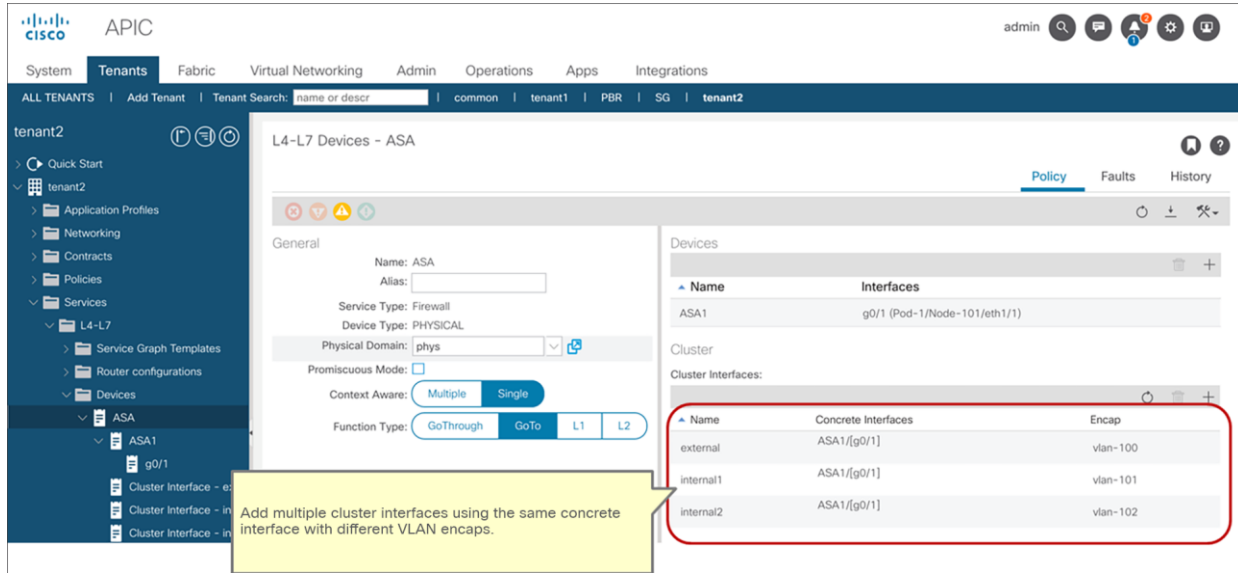 CISCO
APIC
admin
2
1
System Tenants Fabric Virtual Networking Admin Operations Apps Integrations
ALL TENANTS | Add Tenant | Tenant Search: name or descr | common | tenant1 | PBR | SG | tenant2
tenant2
Quick Start
tenant2
Application Profiles
Networking
Contracts
Policies
Services
L4-L7
Service Graph Templates
Router configurations
Devices
ASA
ASA1
g0/1
Cluster Interface - e
Cluster Interface - in
Cluster Interface - in
L4-L7 Devices - ASA
?
Policy Faults History
General
Name: ASA
Alias:
Service Type: Firewall
Device Type: PHYSICAL
Physical Domain: phys
Promiscuous Mode:
Context Aware: Multiple Single
Function Type: GoThrough GoTo L1 L2
Devices
Name Interfaces
ASA1 g0/1 (Pod-1/Node-101/eth1/1)
Cluster
Cluster Interfaces:
Name Concrete Interfaces Encap
external ASA1/[g0/1] vlan-100
internal1 ASA1/[g0/1] vlan-101
internal2 ASA1/[g0/1] vlan-102
Add multiple cluster interfaces using the same concrete
interface with different VLAN encaps.